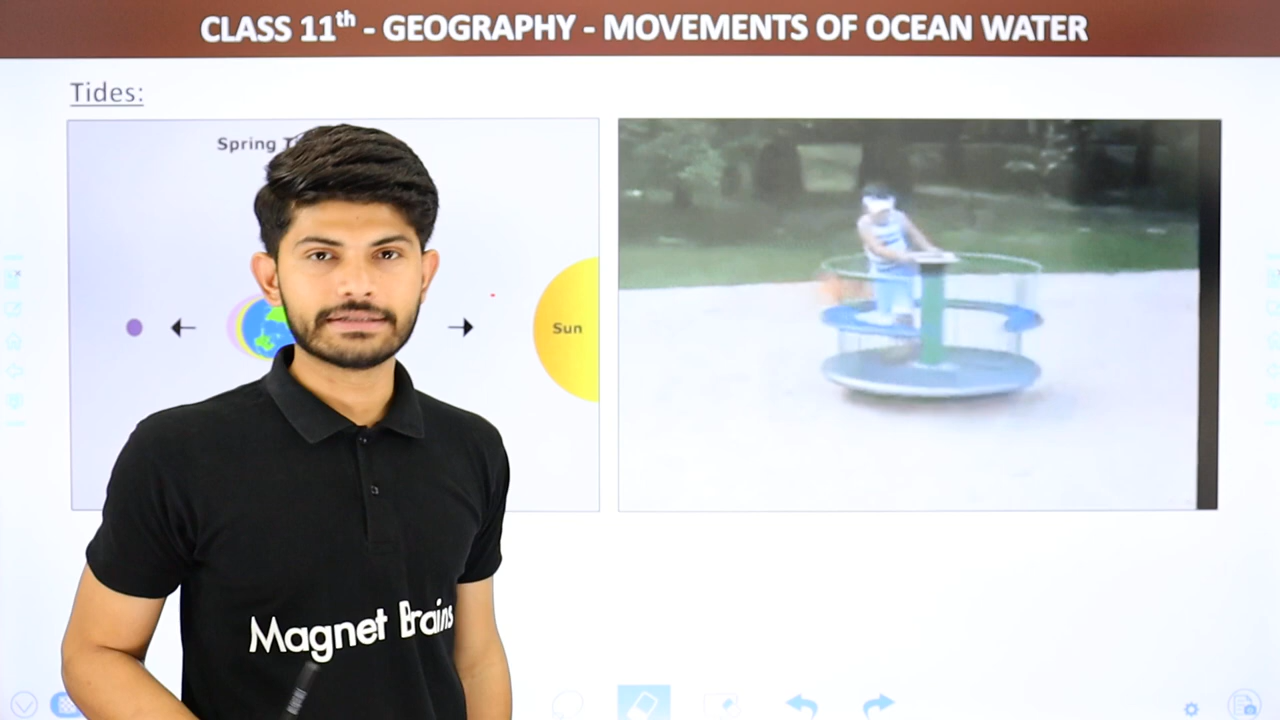 CLASS 11th - GEOGRAPHY - MOVEMENTS OF OCEAN WATER
Tides:
Spring
Sun
Magnet Brains